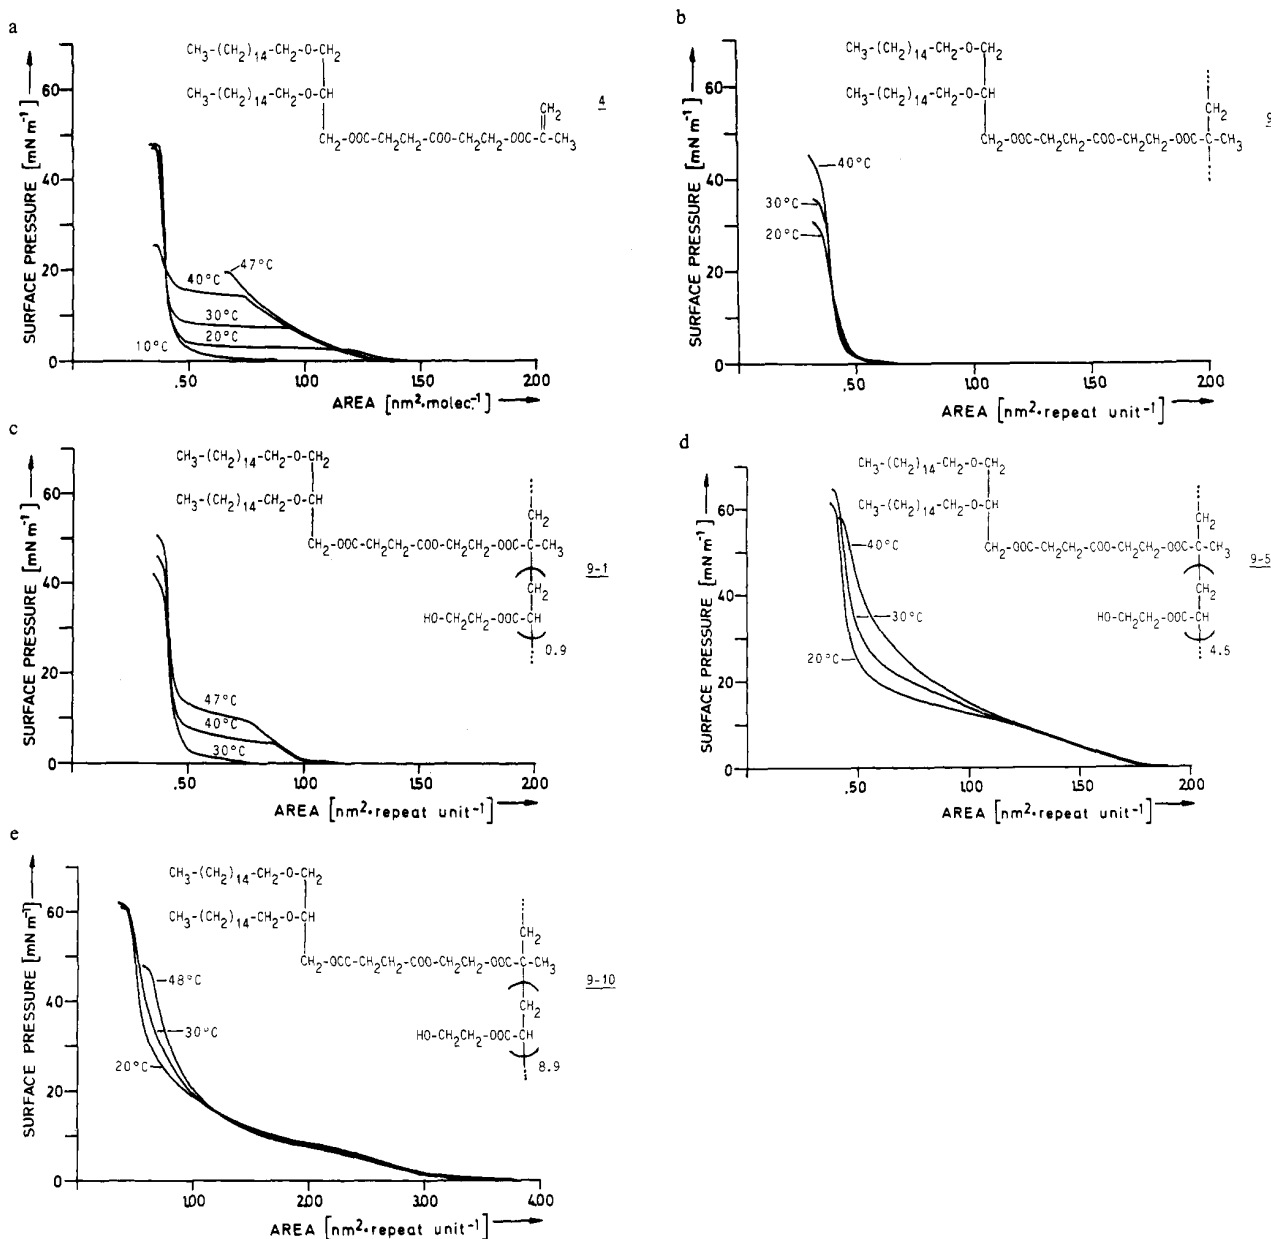 a
SURFACE PRESSURE [mN m⁻¹]
60
40
20
0
CH₃-(CH₂)₁₄-CH₂-O-CH₂
CH₃-(CH₂)₁₄-CH₂-O-CH
CH₂-OOC-CH₂CH₂-COO-CH₂CH₂-OOC-C-CH₃
CH₂
4
47°C
40°C
30°C
20°C
10°C
.50
1.00
1.50
2.00
AREA [nm²·molec.⁻¹]
b
SURFACE PRESSURE [mN m⁻¹]
60
40
20
0
CH₃-(CH₂)₁₄-CH₂-O-CH₂
CH₃-(CH₂)₁₄-CH₂-O-CH
CH₂-OOC-CH₂CH₂-COO-CH₂CH₂-OOC-C-CH₃
CH₂
9
40°C
30°C
20°C
.50
1.00
1.50
2.00
AREA [nm²·repeat unit⁻¹]
c
SURFACE PRESSURE [mN m⁻¹]
60
40
20
0
CH₃-(CH₂)₁₄-CH₂-O-CH₂
CH₃-(CH₂)₁₄-CH₂-O-CH
CH₂
CH₂-OOC-CH₂CH₂-COO-CH₂CH₂-OOC-C-CH₃
9-1
CH₂
HO-CH₂CH₂-OOC-CH
0.9
47°C
40°C
30°C
.50
1.00
1.50
2.00
AREA [nm²·repeat unit⁻¹]
d
SURFACE PRESSURE [mN m⁻¹]
60
40
20
0
CH₃-(CH₂)₁₄-CH₂-O-CH₂
CH₃-(CH₂)₁₄-CH₂-O-CH
CH₂
CH₂-OOC-CH₂CH₂-COO-CH₂CH₂-OOC-C-CH₃
9-5
CH₂
HO-CH₂CH₂-OOC-CH
4.5
40°C
30°C
20°C
.50
1.00
1.50
2.00
AREA [nm²·repeat unit⁻¹]
e
SURFACE PRESSURE [mN m⁻¹]
60
40
20
0
CH₃-(CH₂)₁₄-CH₂-O-CH₂
CH₃-(CH₂)₁₄-CH₂-O-CH
CH₂
CH₂-OCC-CH₂CH₂-COO-CH₂CH₂-OOC-C-CH₃
9-10
CH₂
HO-CH₂CH₂-OOC-CH
8.9
48°C
30°C
20°C
1.00
2.00
3.00
4.00
AREA [nm²·repeat unit⁻¹]